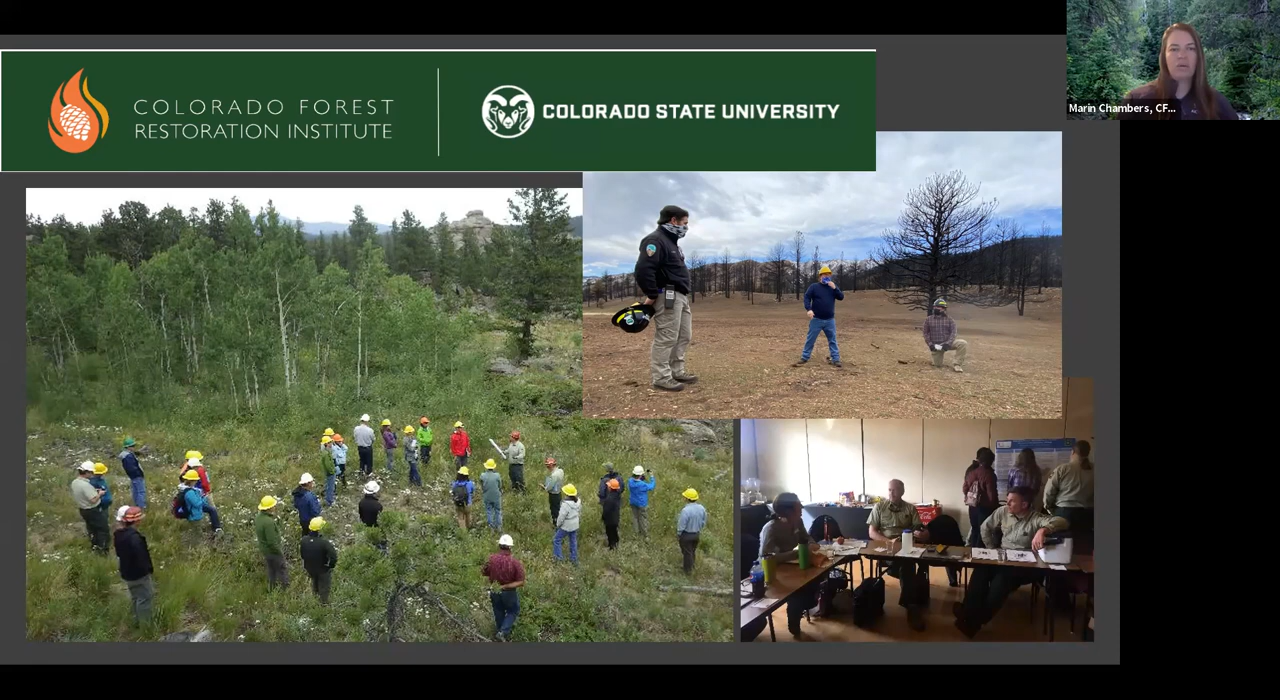 COLORADO FOREST
RESTORATION INSTITUTE
COLORADO STATE UNIVERSITY
Marin Chambers, CF...